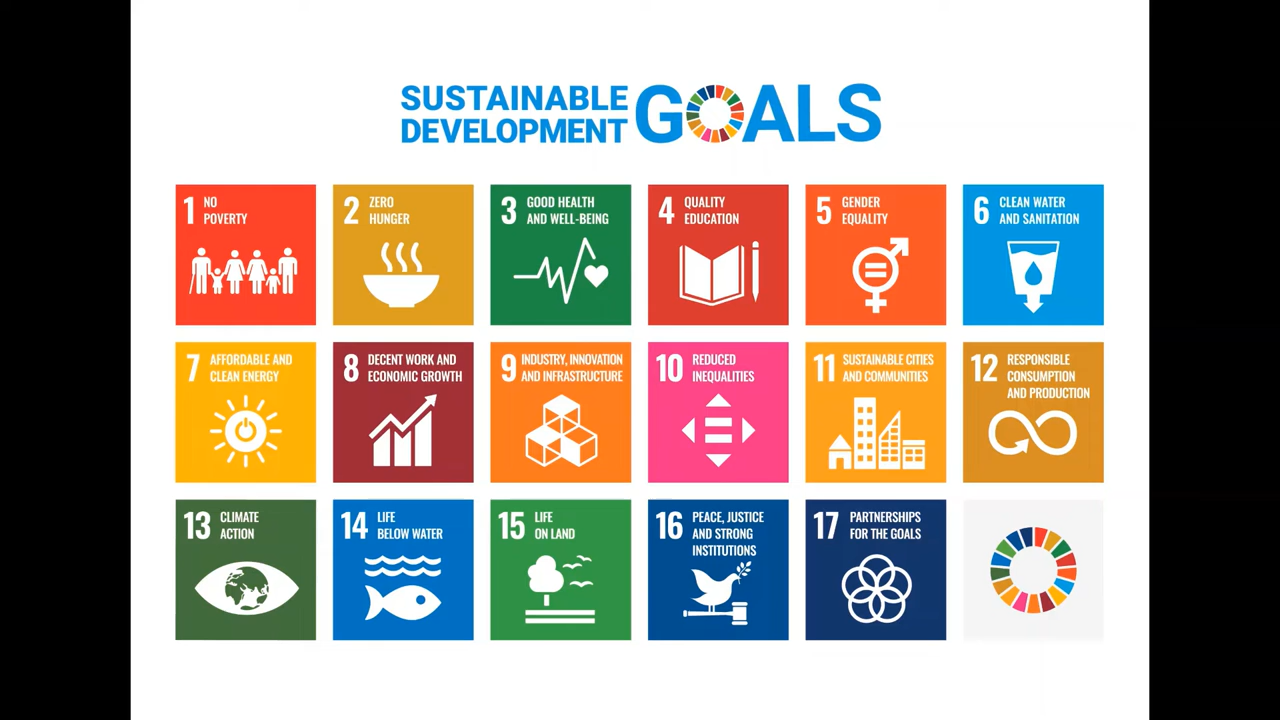 SUSTAINABLE
DEVELOPMENT
GOALS
1 NO
POVERTY
2 ZERO
HUNGER
3 GOOD HEALTH
AND WELL-BEING
4 QUALITY
EDUCATION
5 GENDER
EQUALITY
6 CLEAN WATER
AND SANITATION
7 AFFORDABLE AND
CLEAN ENERGY
8 DECENT WORK AND
ECONOMIC GROWTH
9 INDUSTRY, INNOVATION
AND INFRASTRUCTURE
10 REDUCED
INEQUALITIES
11 SUSTAINABLE CITIES
AND COMMUNITIES
12 RESPONSIBLE
CONSUMPTION
AND PRODUCTION
13 CLIMATE
ACTION
14 LIFE
BELOW WATER
15 LIFE
ON LAND
16 PEACE, JUSTICE
AND STRONG
INSTITUTIONS
17 PARTNERSHIPS
FOR THE GOALS